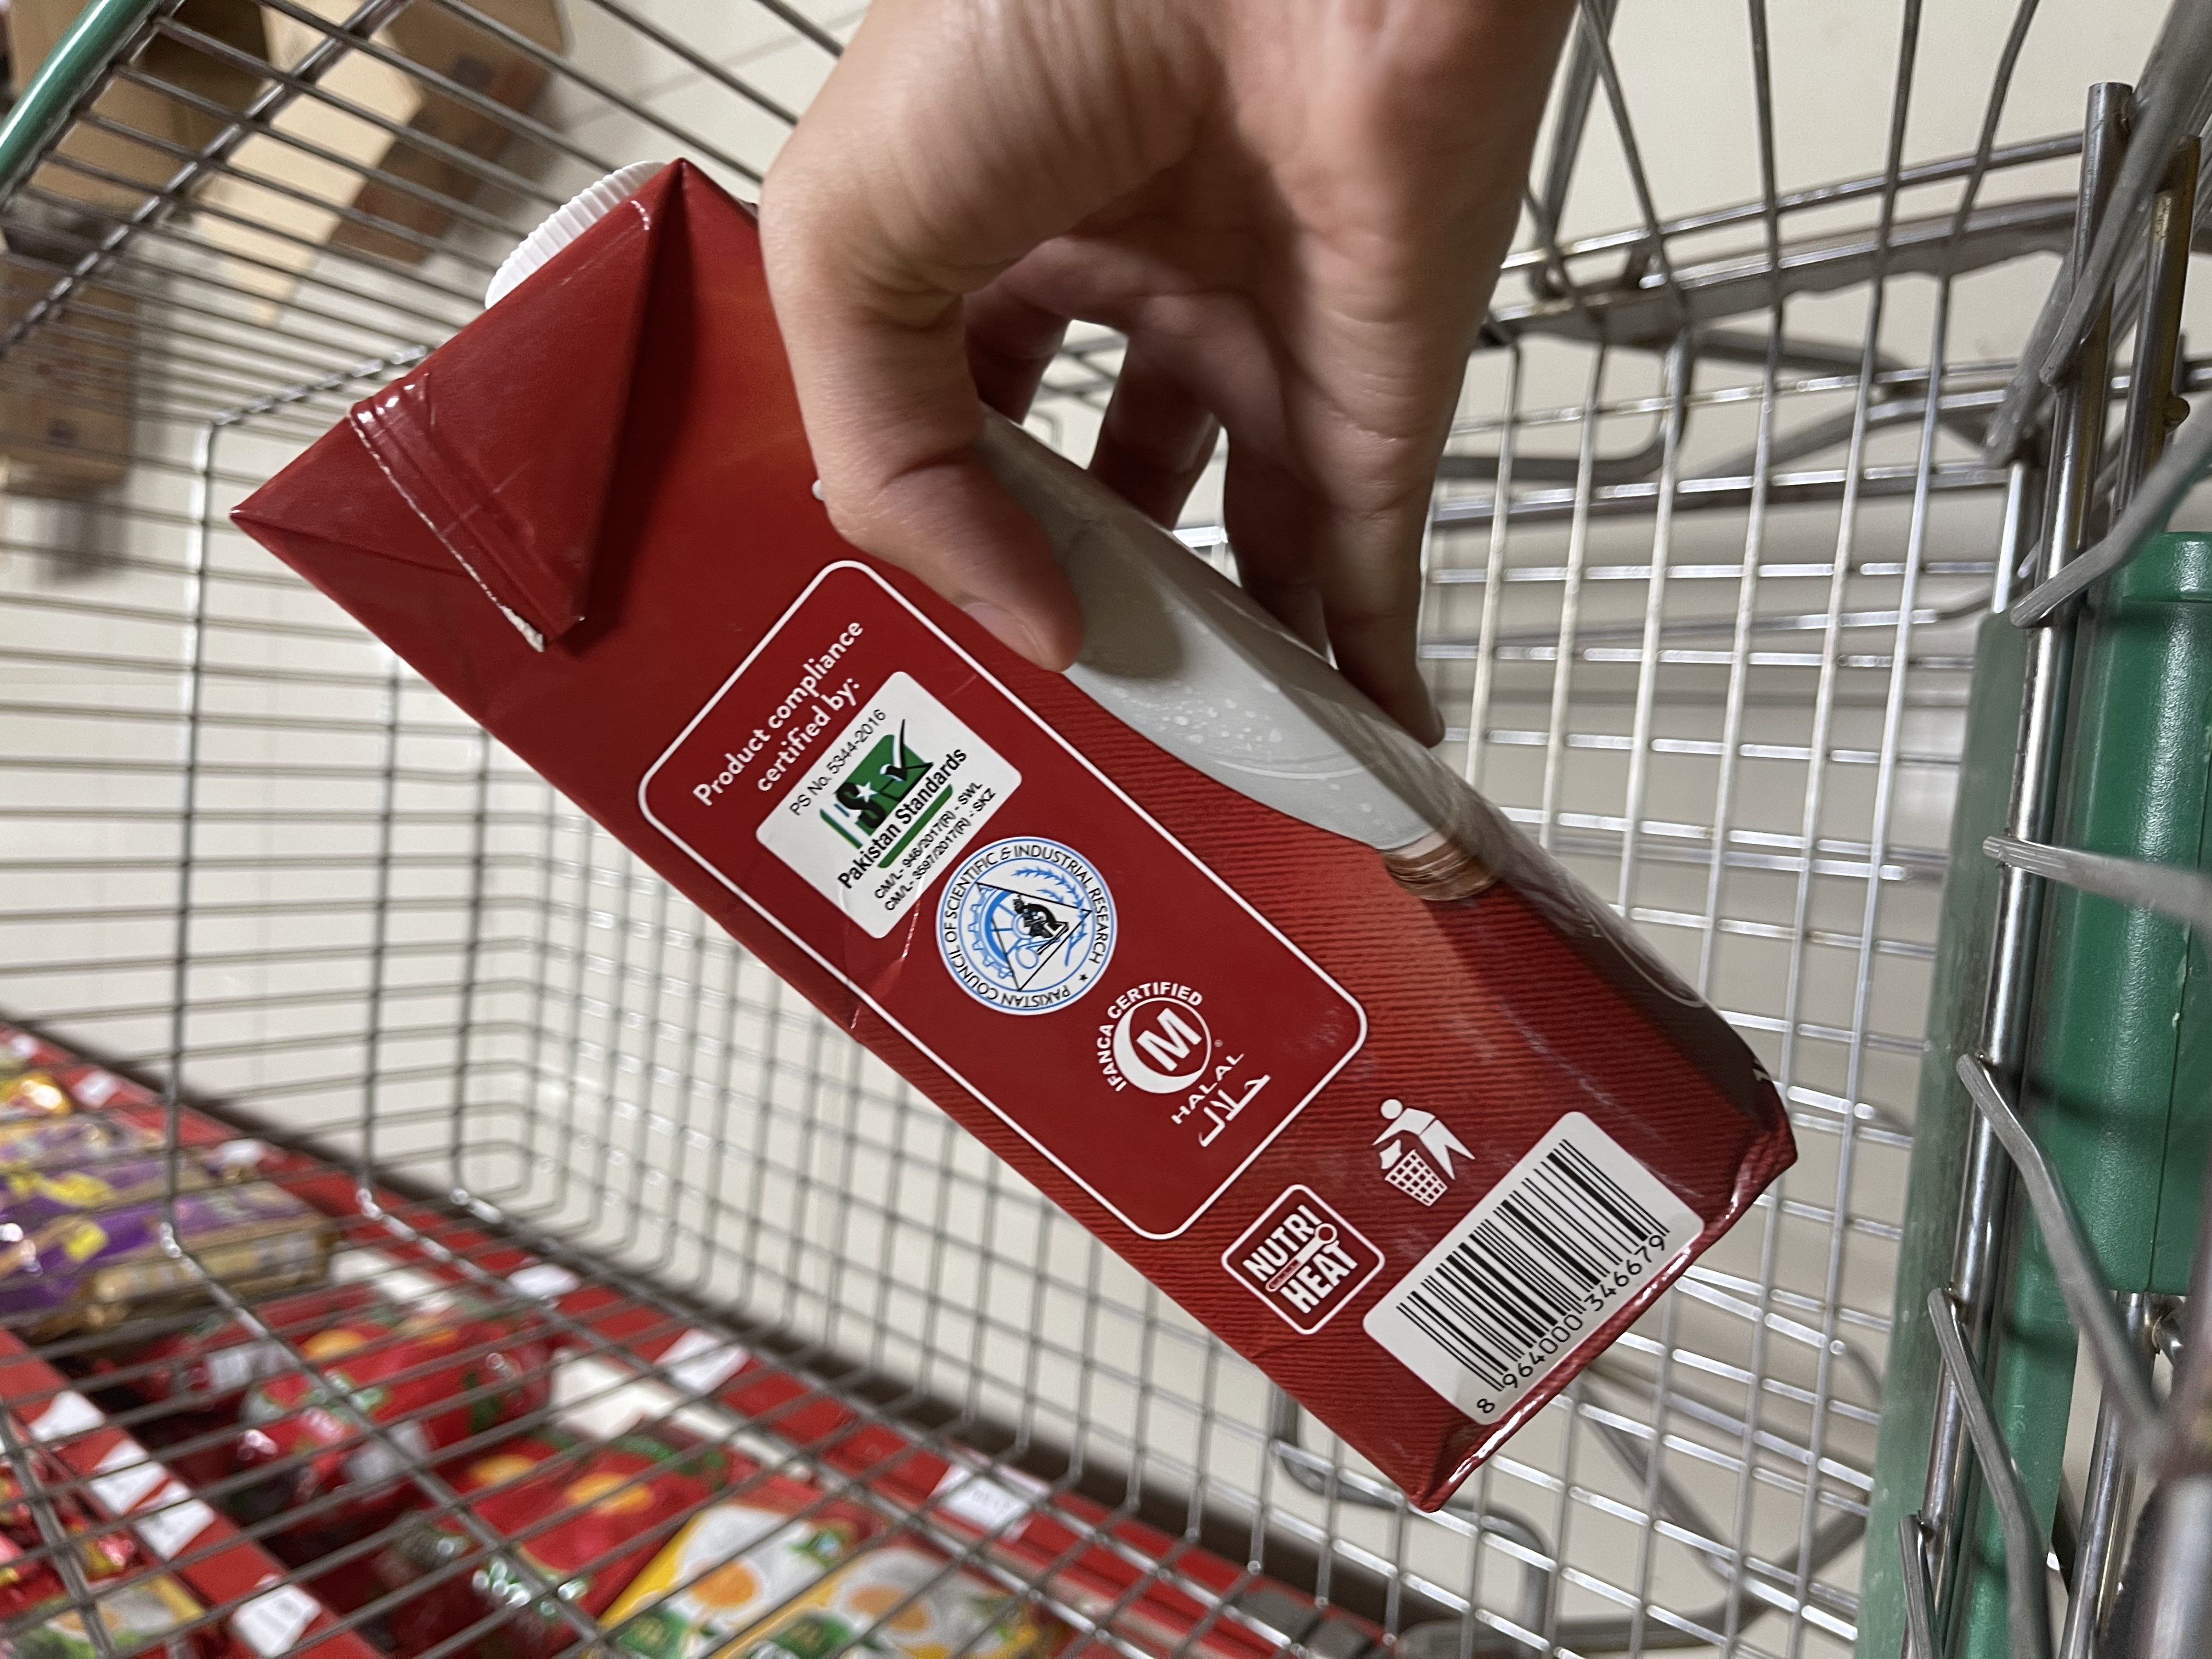 Product compliance
certified by:
PS No. 5344-2016
Pakistan Standards
CM/L- 946/2017(R) - SWL
CM/L- 3597/2017(R) - SKZ
PAKISTAN COUNCIL OF SCIENTIFIC & INDUSTRIAL RESEARCH
IFANCA CERTIFIED
M
HALAL
حلال
NUTRI
HEAT
8 964000 346679